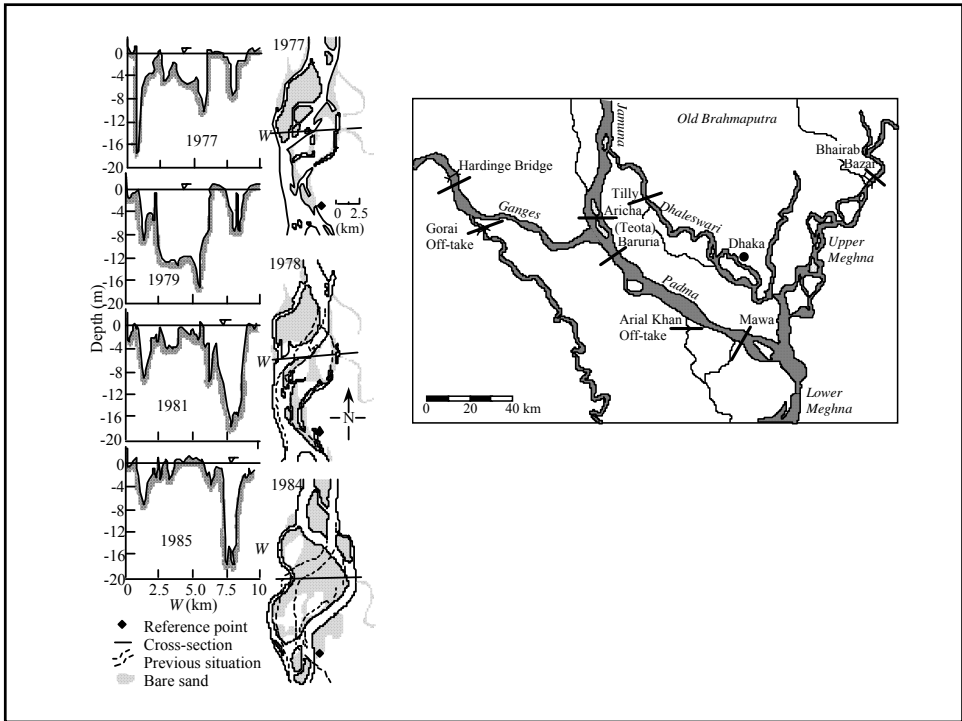 1977
0
-4
-8
-12
-16
-20
1977
W
0 2.5
(km)
0
-4
-8
-12
-16
-20
1979
1978
Depth (m)
0
-4
-8
-12
-16
-20
1981
W
N
0
-4
-8
-12
-16
-20
1985
1984
W
0 2.5 5.0 7.5 10
W (km)
Reference point
Cross-section
Previous situation
Bare sand
Jamuna
Old Brahmaputra
Bhairab
Bazar
Hardinge Bridge
Tilly
Ganges
Aricha
(Teota)
Baruria
Dhaleswari
Gorai
Off-take
Dhaka
Upper
Meghna
Padma
Arial Khan
Off-take
Mawa
Lower
Meghna
0 20 40 km